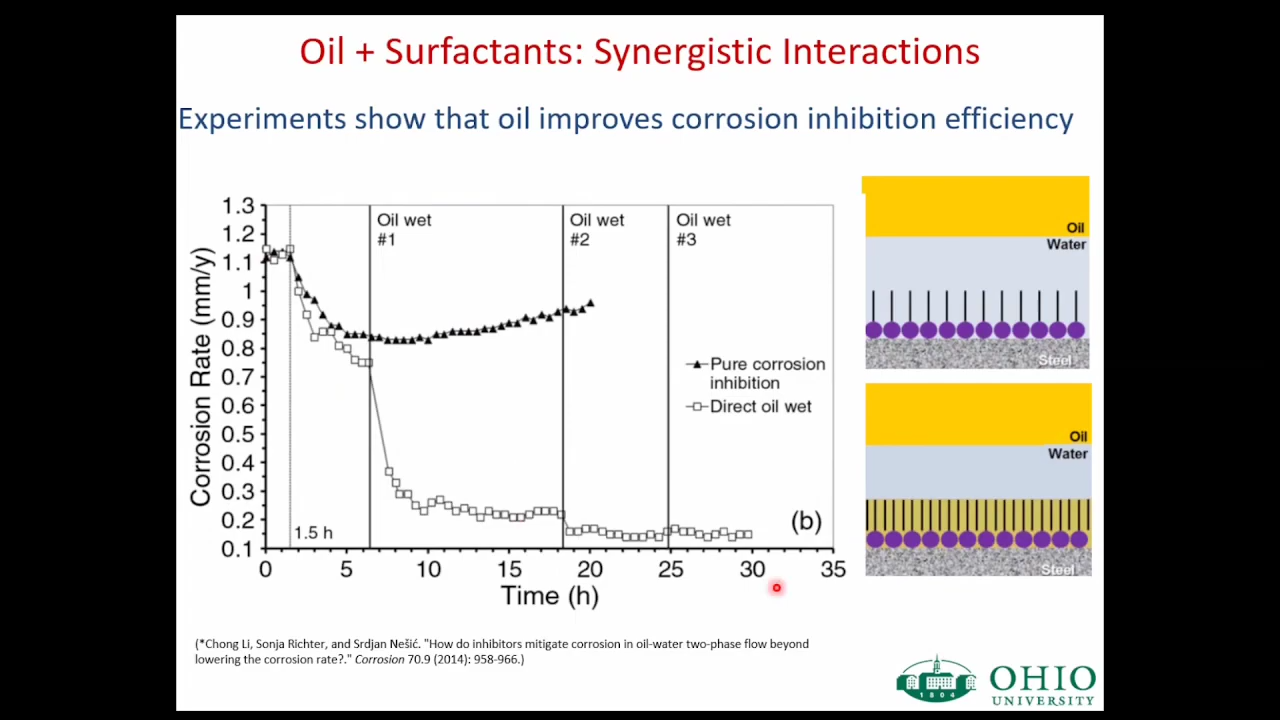 Oil + Surfactants: Synergistic Interactions
Experiments show that oil improves corrosion inhibition efficiency
Corrosion Rate (mm/y)
1.3
1.2
1.1
1
0.9
0.8
0.7
0.6
0.5
0.4
0.3
0.2
0.1
Oil wet
#1
Oil wet
#2
Oil wet
#3
Pure corrosion
inhibition
Direct oil wet
(b)
1.5 h
0 5 10 15 20 25 30 35
Time (h)
Oil
Water
Steel
Oil
Water
Steel
(*Chong Li, Sonja Richter, and Srdjan Nešić. "How do inhibitors mitigate corrosion in oil-water two-phase flow beyond
lowering the corrosion rate?." Corrosion 70.9 (2014): 958-966.)
1804
OHIO
UNIVERSITY